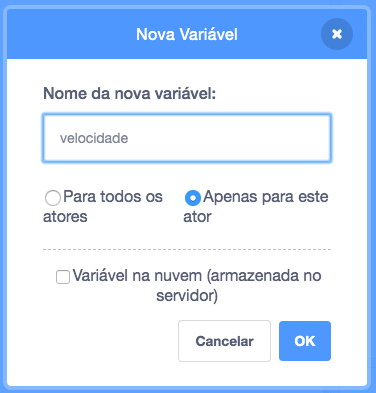 Nova Variável
Nome da nova variável:
velocidade
Para todos os atores
Apenas para este ator
Variável na nuvem (armazenada no
servidor)
Cancelar
OK